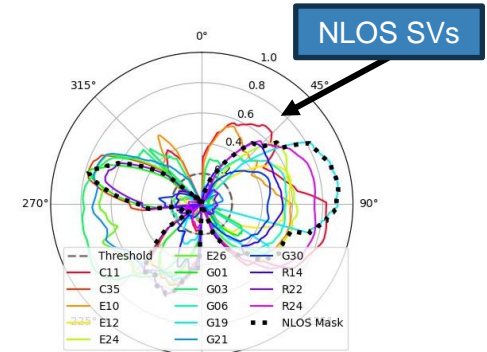 NLOS SVs
0°
1.0
315°
0.8
45°
0.6
0.4
270°
90°
Threshold
E26
G30
C11
G01
R14
C35
G03
R22
E10
G06
R24
E12
G19
NLOS Mask
E24
G21